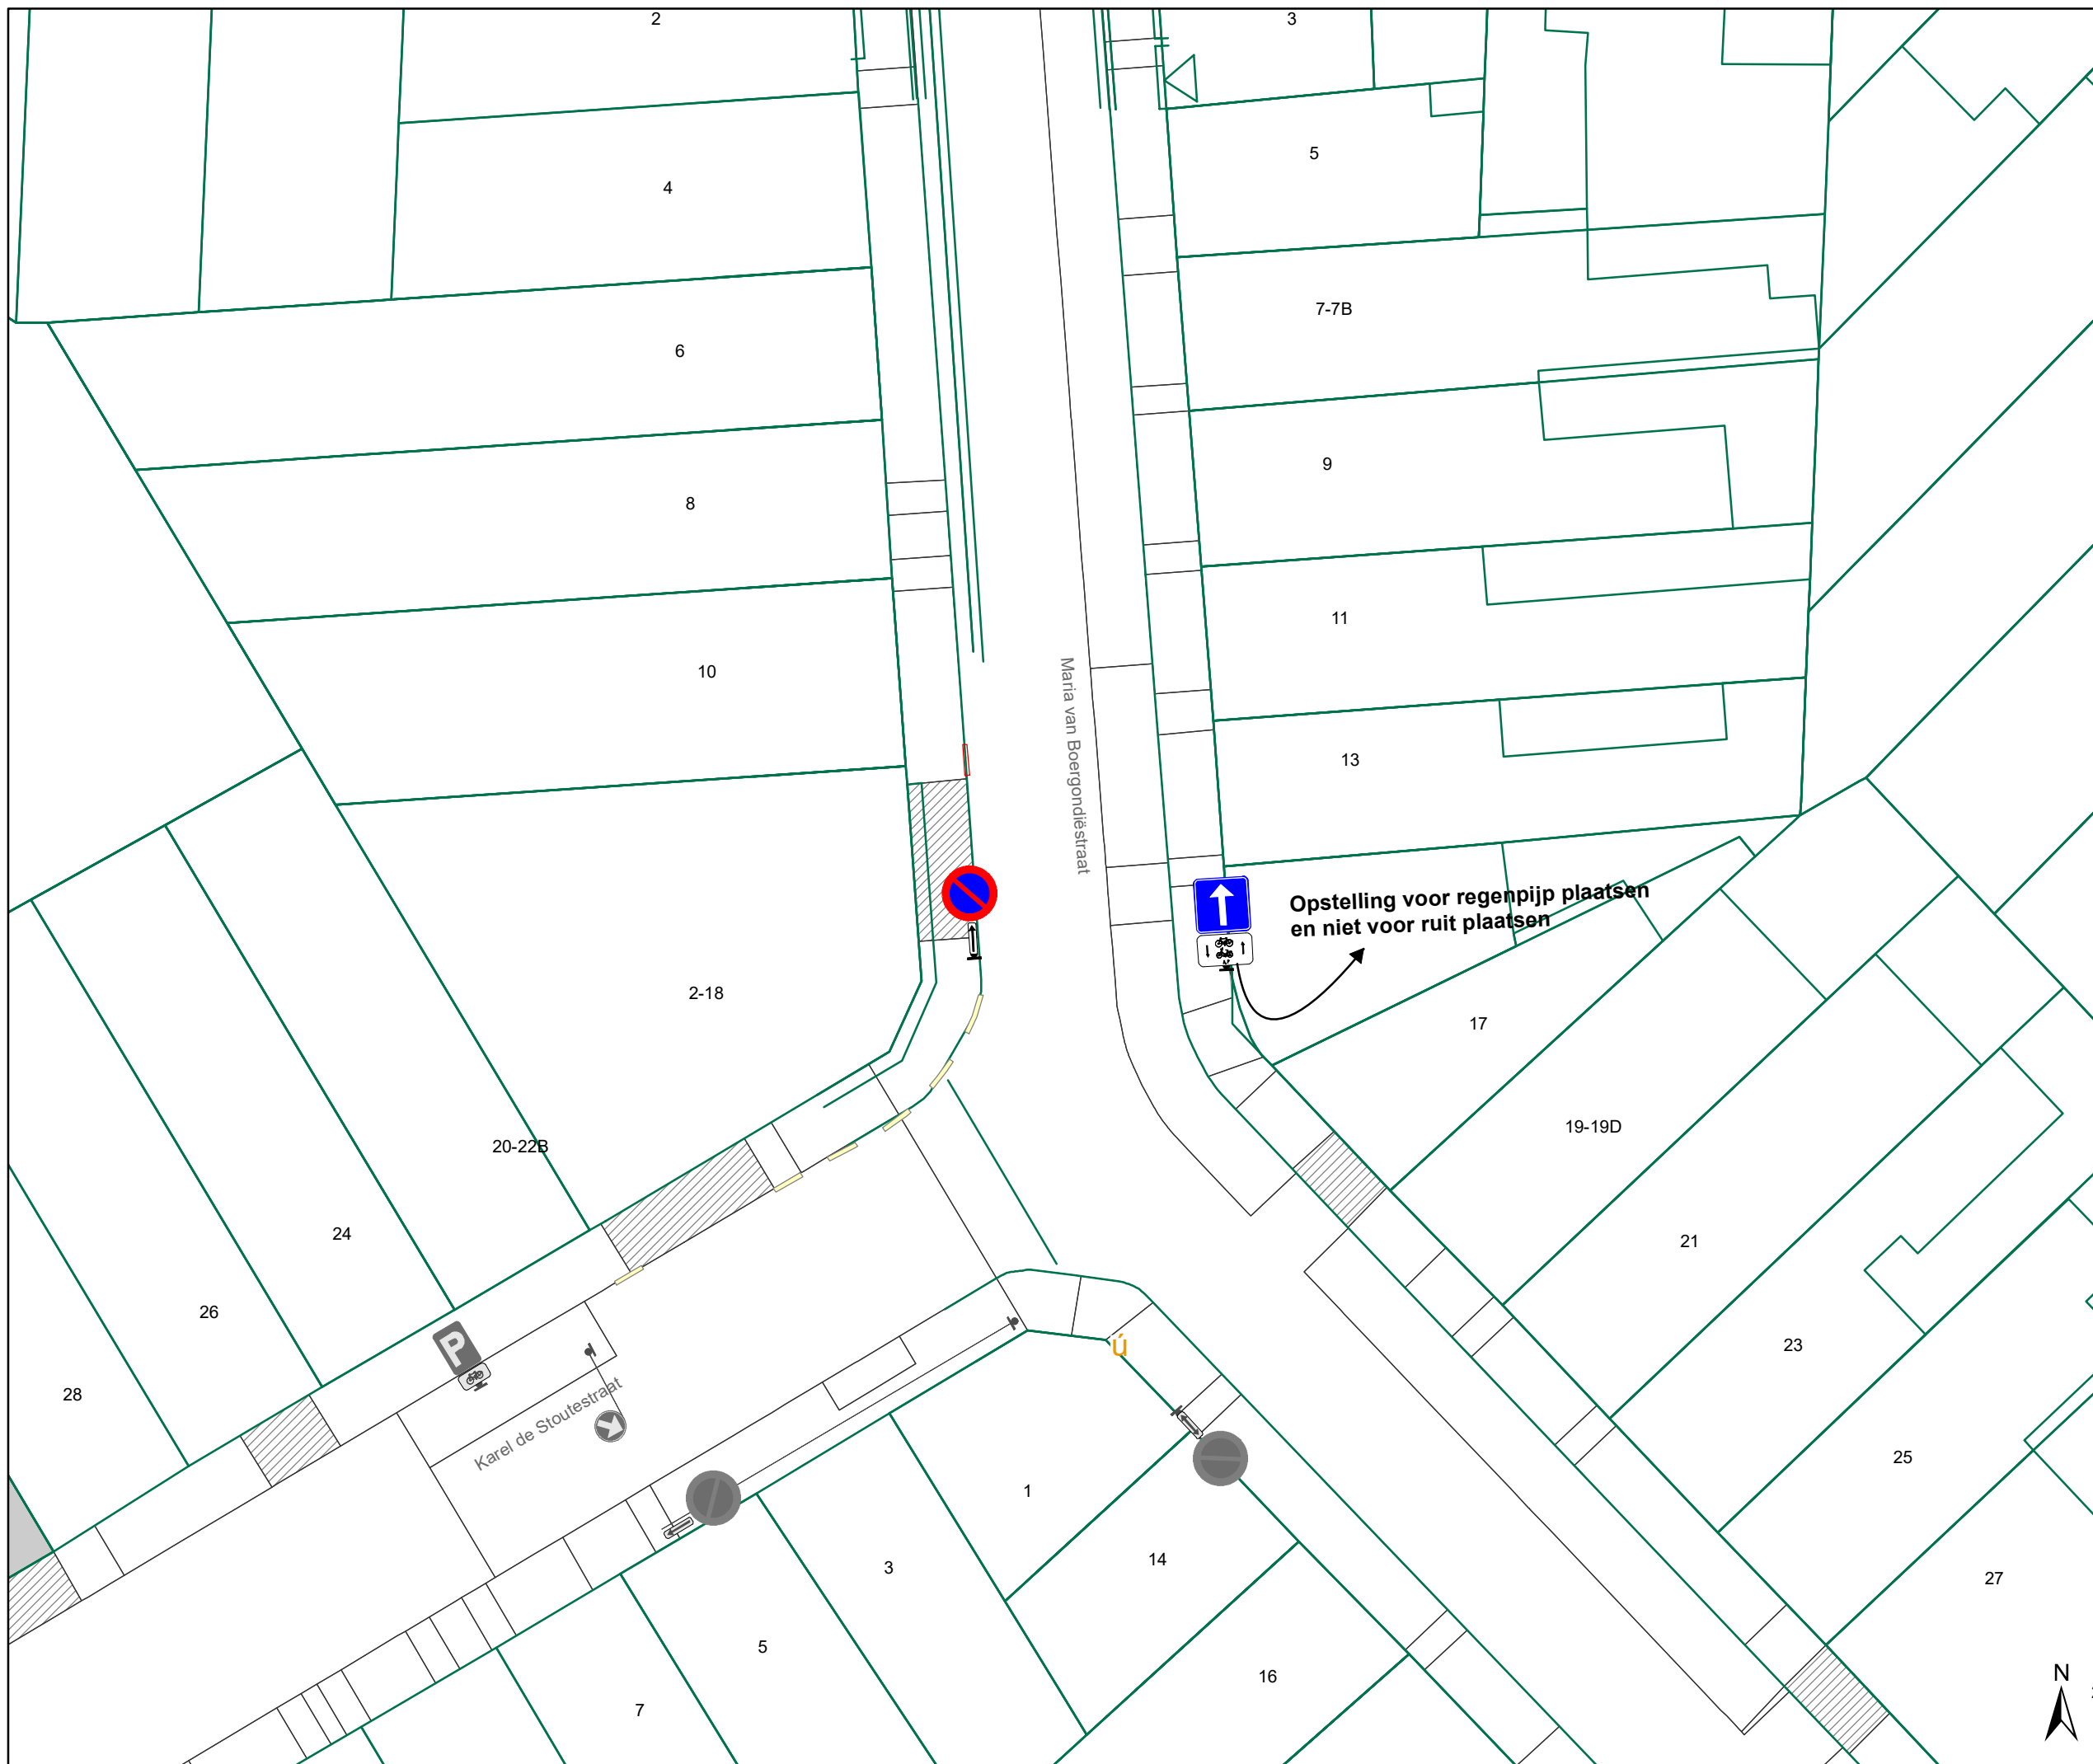 2
3
4
5
6
7-7B
8
9
10
11
Maria van Boergondiëstraat
13
Opstelling voor regenpijp plaatsen
en niet voor ruit plaatsen
2-18
17
20-22B
19-19D
24
21
26
23
28
P
ú
Karel de Stoutestraat
25
1
14
3
27
5
16
7
N